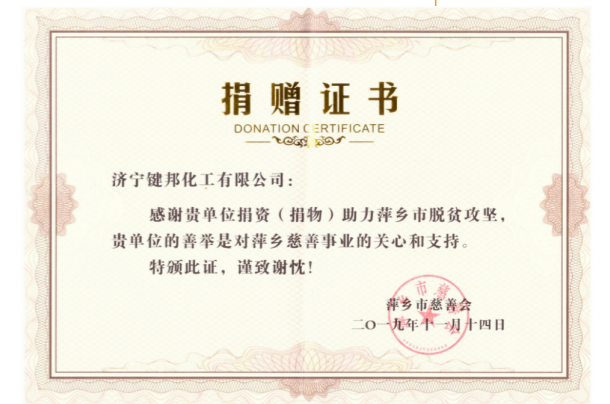 捐赠证书
DONATION CERTIFICATE
济宁键邦化工有限公司：
感谢贵单位捐资（捐物）助力萍乡市脱贫攻坚，
贵单位的善举是对萍乡慈善事业的关心和支持。
特颁此证，谨致谢忱！
萍乡市慈善会
二〇一九年十一月十四日